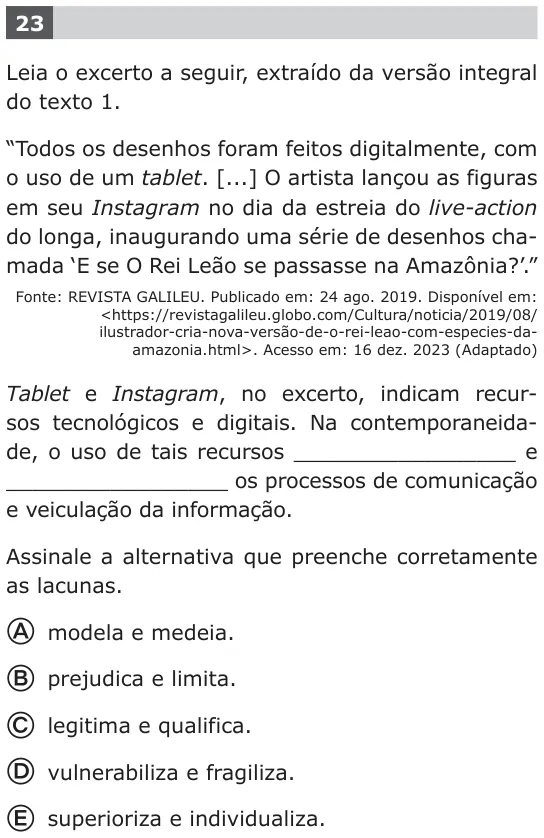 23
Leia o excerto a seguir, extraído da versão integral
do texto 1.
“Todos os desenhos foram feitos digitalmente, com
o uso de um tablet. [...] O artista lançou as figuras
em seu Instagram no dia da estreia do live-action
do longa, inaugurando uma série de desenhos cha-
mada ‘E se O Rei Leão se passasse na Amazônia?’.”
Fonte: REVISTA GALILEU. Publicado em: 24 ago. 2019. Disponível em:
<https://revistagalileu.globo.com/Cultura/noticia/2019/08/
ilustrador-cria-nova-versão-de-o-rei-leao-com-especies-da-
amazonia.html>. Acesso em: 16 dez. 2023 (Adaptado)
Tablet e Instagram, no excerto, indicam recur-
sos tecnológicos e digitais. Na contemporaneida-
de, o uso de tais recursos __________________ e
__________________ os processos de comunicação
e veiculação da informação.
Assinale a alternativa que preenche corretamente
as lacunas.
A modela e medeia.
B prejudica e limita.
C legitima e qualifica.
D vulnerabiliza e fragiliza.
E superioriza e individualiza.